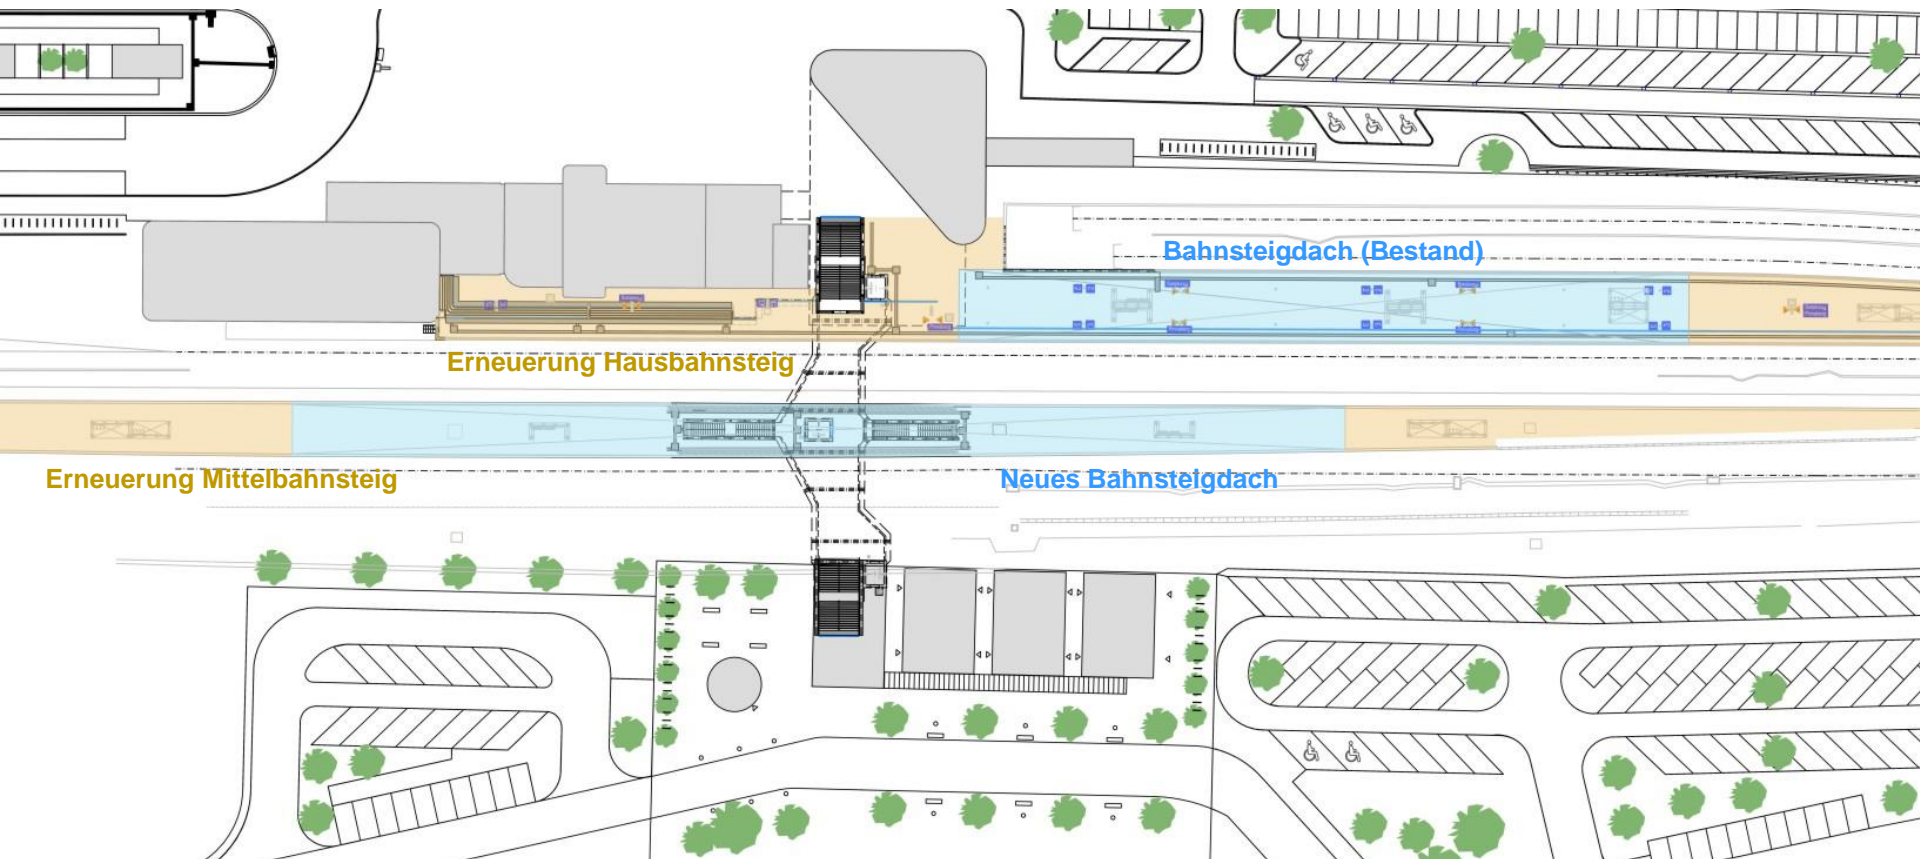 Bahnsteigdach (Bestand)
Erneuerung Hausbahnsteig
Erneuerung Mittelbahnsteig
Neues Bahnsteigdach